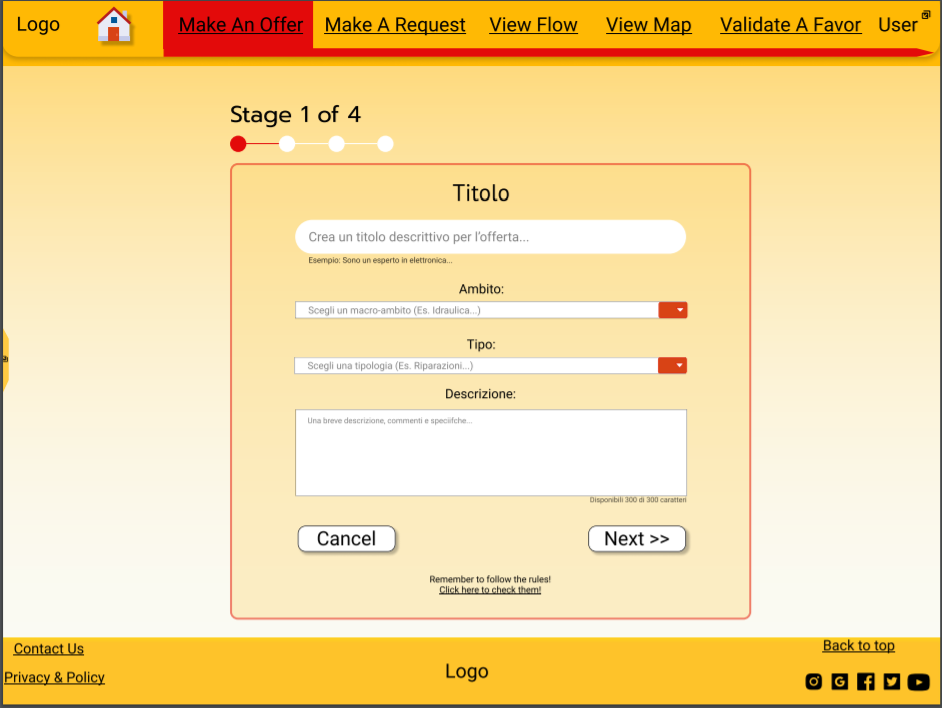 Logo
Make An Offer
Make A Request
View Flow
View Map
Validate A Favor
User
Stage 1 of 4
Titolo
Crea un titolo descrittivo per l'offerta...
Esempio: Sono un esperto in elettronica...
Ambito:
Scegli un macro-ambito (Es. Idraulica...)
Tipo:
Scegli una tipologia (Es. Riparazioni...)
Descrizione:
Una breve descrizione, commenti e speciifche...
Disponibili 300 di 300 caratteri
Cancel
Next >>
Remember to follow the rules!
Click here to check them!
Contact Us
Privacy & Policy
Logo
Back to top